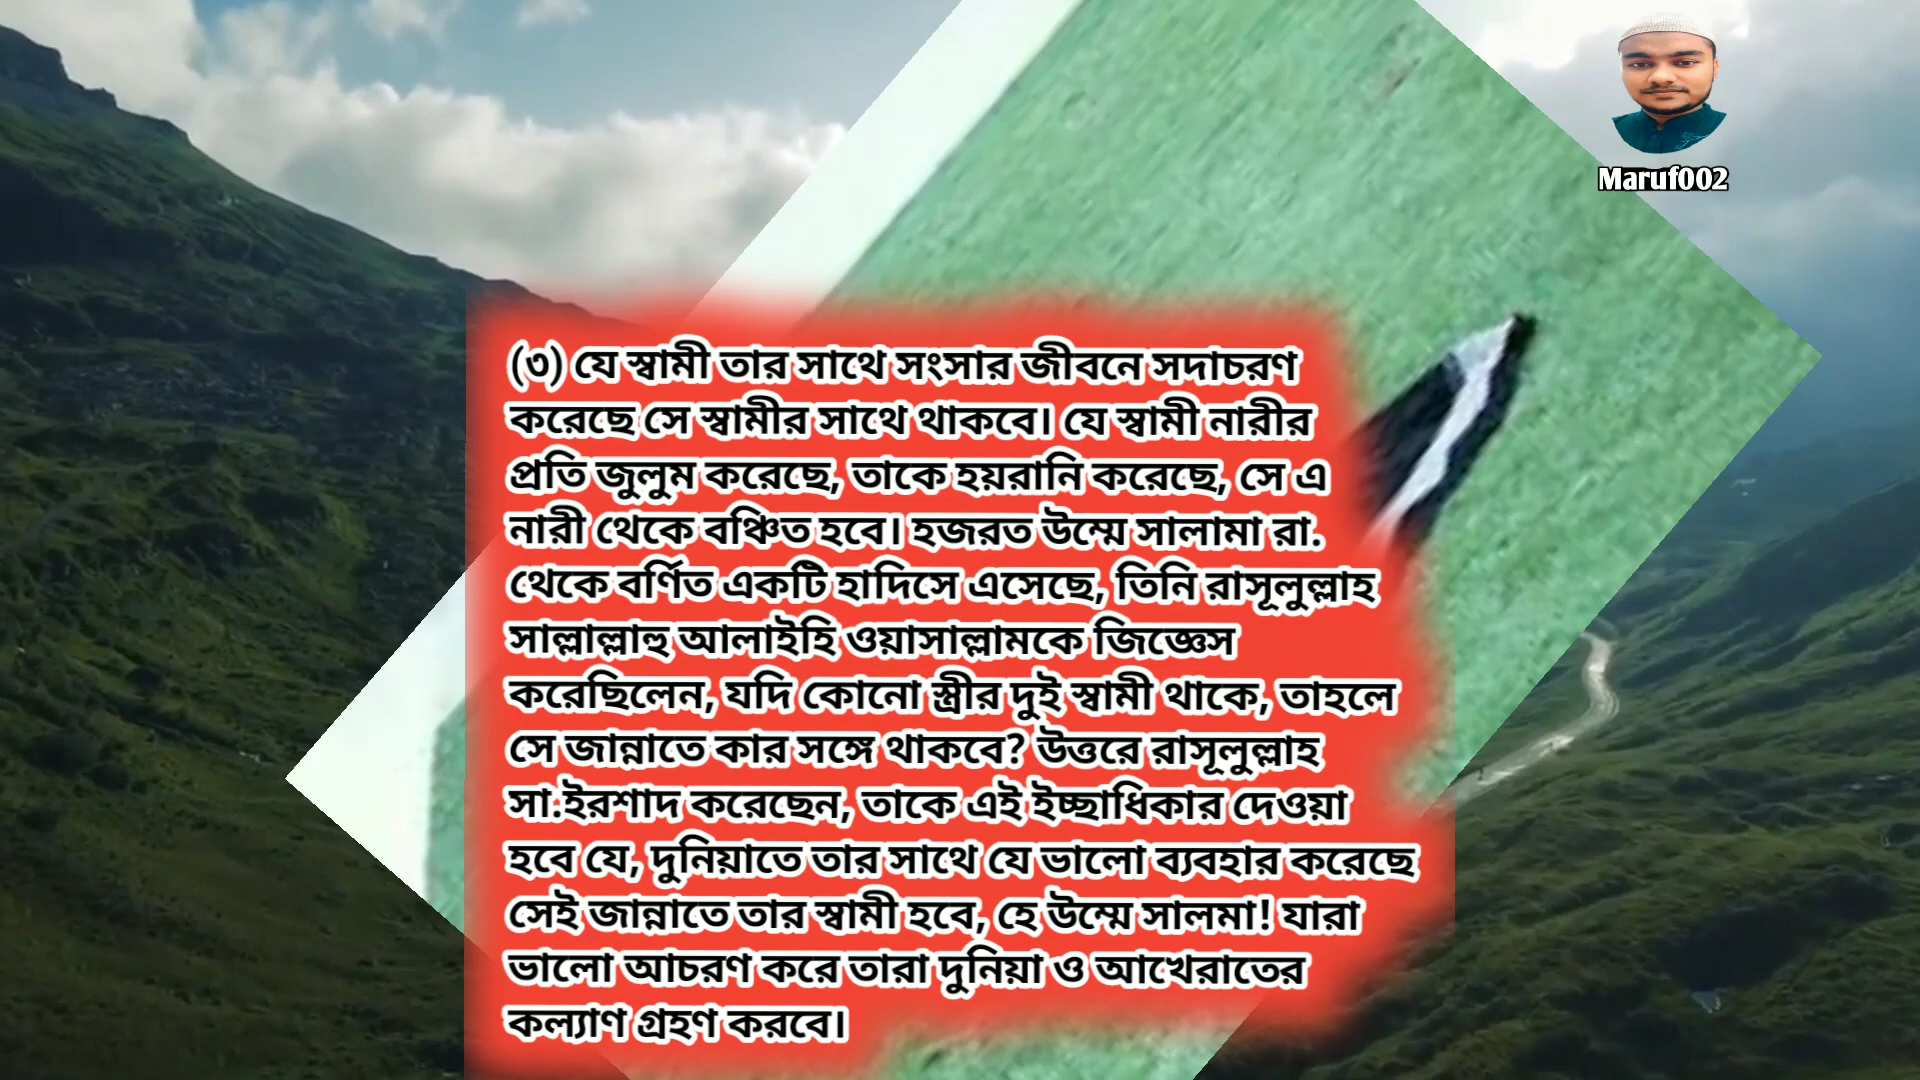 Maruf002
(৩) যে স্বামী তার সাথে সংসার জীবনে সদাচরণ
করেছে সে স্বামীর সাথে থাকবে। যে স্বামী নারীর
প্রতি জুলুম করেছে, তাকে হয়রানি করেছে, সে এ
নারী থেকে বঞ্চিত হবে। হজরত উম্মে সালামা রা.
থেকে বর্ণিত একটি হাদিসে এসেছে, তিনি রাসূলুল্লাহ
সাল্লাল্লাহু আলাইহি ওয়াসাল্লামকে জিজ্ঞেস
করেছিলেন, যদি কোনো স্ত্রীর দুই স্বামী থাকে, তাহলে
সে জান্নাতে কার সঙ্গে থাকবে? উত্তরে রাসূলুল্লাহ
সা.ইরশাদ করেছেন, তাকে এই ইচ্ছাধিকার দেওয়া
হবে যে, দুনিয়াতে তার সাথে যে ভালো ব্যবহার করেছে
সেই জান্নাতে তার স্বামী হবে, হে উম্মে সালমা! যারা
ভালো আচরণ করে তারা দুনিয়া ও আখেরাতের
কল্যাণ গ্রহণ করবে।